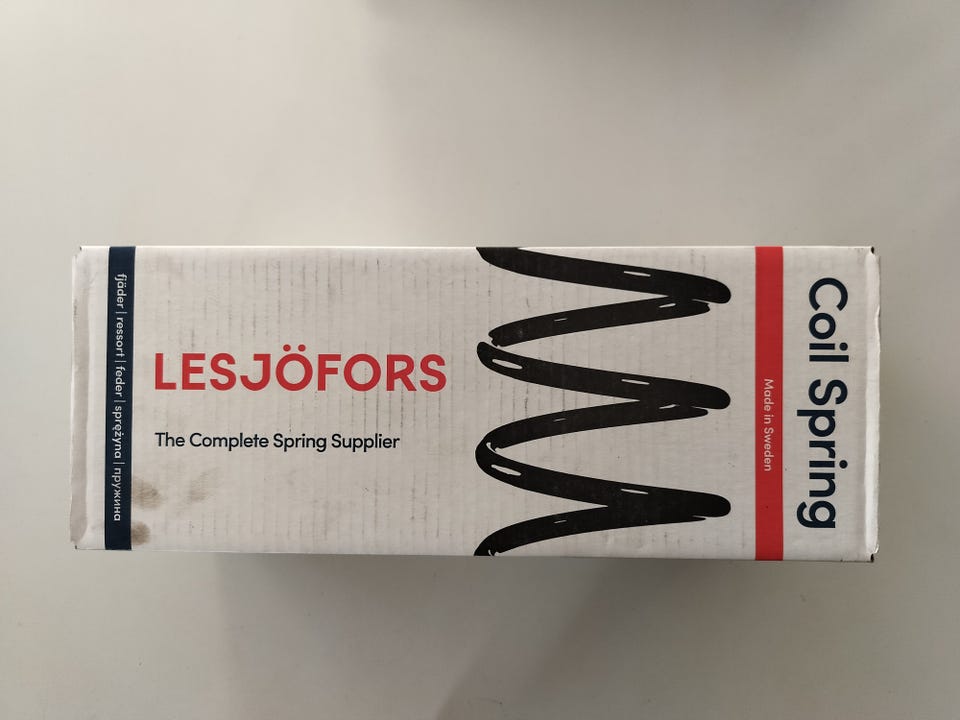 fjäder | ressort | feder | sprężyna | пружина
LESJÖFORS
The Complete Spring Supplier
Made in Sweden
Coil Spring